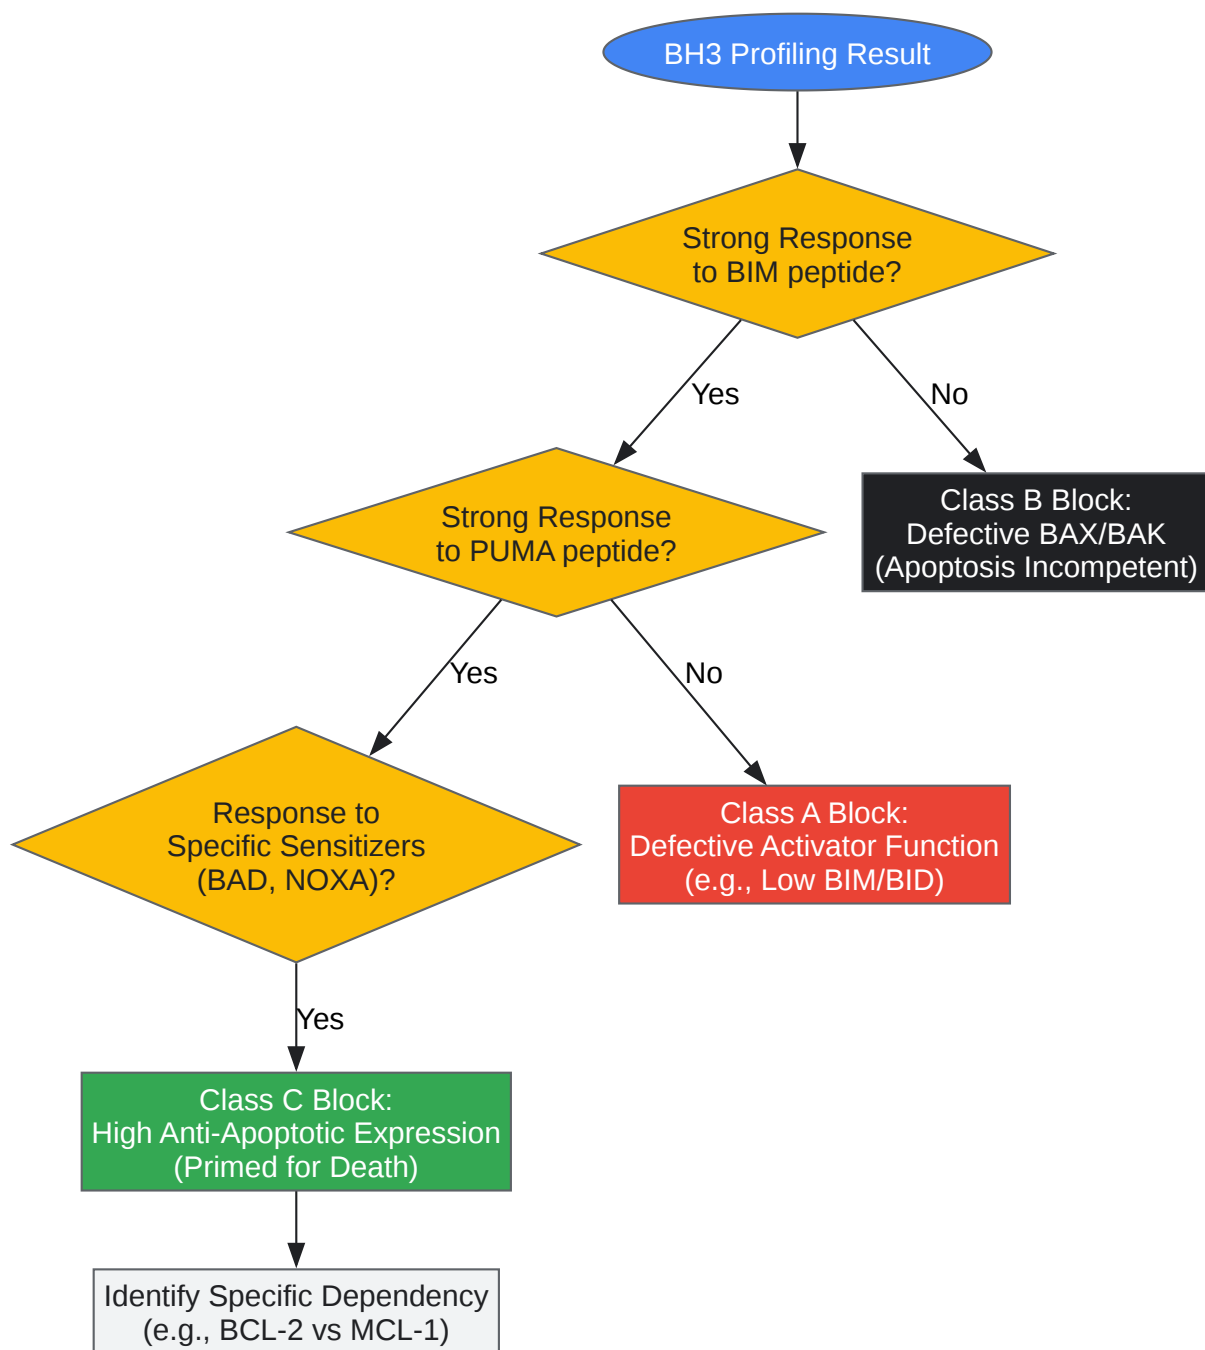 BH3 Profiling Result
Strong Response
to BIM peptide?
Yes
No
Strong Response
to PUMA peptide?
Class B Block:
Defective BAX/BAK
(Apoptosis Incompetent)
Yes
No
Response to
Specific Sensitizers
(BAD, NOXA)?
Class A Block:
Defective Activator Function
(e.g., Low BIM/BID)
Yes
Class C Block:
High Anti-Apoptotic Expression
(Primed for Death)
Identify Specific Dependency
(e.g., BCL-2 vs MCL-1)